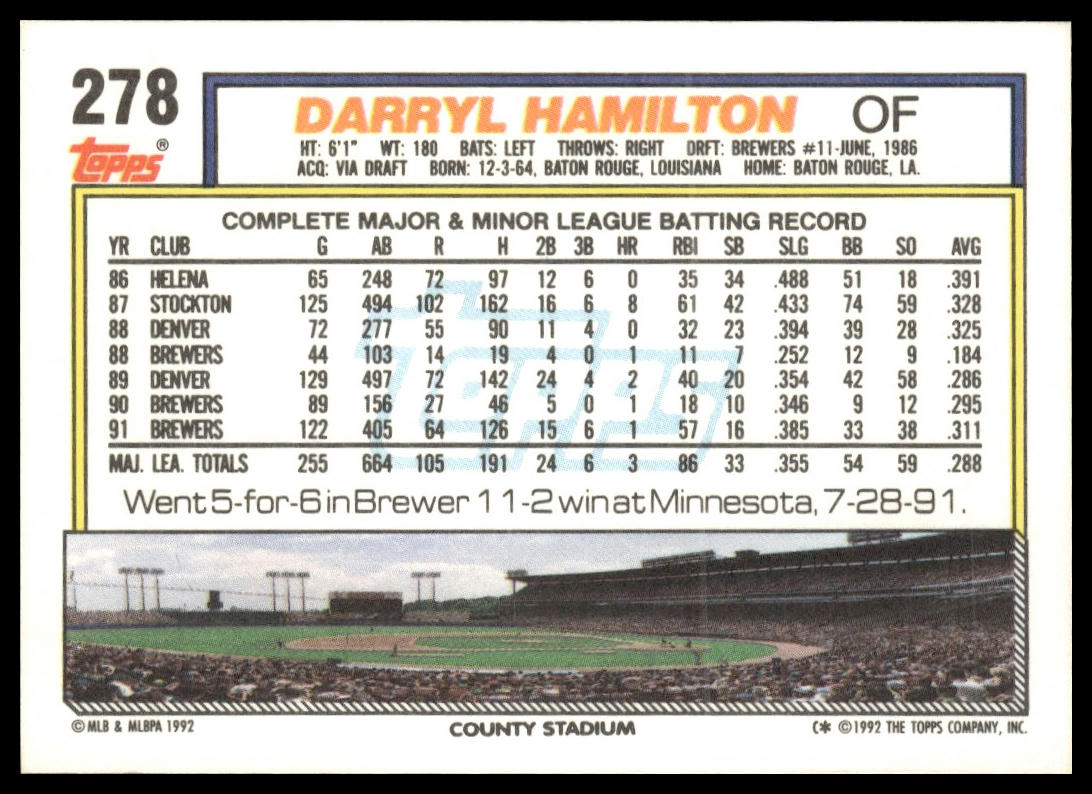 278 DARRYL HAMILTON OF
Topps®
HT: 6'1" WT: 180 BATS: LEFT THROWS: RIGHT DRFT: BREWERS #11-JUNE, 1986
ACQ: VIA DRAFT BORN: 12-3-64, BATON ROUGE, LOUISIANA HOME: BATON ROUGE, LA.
COMPLETE MAJOR & MINOR LEAGUE BATTING RECORD
YR CLUB G AB R H 2B 3B HR RBI SB SLG BB SO AVG
86 HELENA 65 248 72 97 12 6 0 35 34 .488 51 18 .391
87 STOCKTON 125 494 102 162 16 6 8 61 42 .433 74 59 .328
88 DENVER 72 277 55 90 11 4 0 32 23 .394 39 28 .325
88 BREWERS 44 103 14 19 4 0 1 11 7 .252 12 9 .184
89 DENVER 129 497 72 142 24 4 2 40 20 .354 42 58 .286
90 BREWERS 89 156 27 46 5 0 1 18 10 .346 9 12 .295
91 BREWERS 122 405 64 126 15 6 1 57 16 .385 33 38 .311
MAJ. LEA. TOTALS 255 664 105 191 24 6 3 86 33 .355 54 59 .288
Topps
Went 5-for-6 in Brewer 11-2 win at Minnesota, 7-28-91.
© MLB & MLBPA 1992 COUNTY STADIUM (* © 1992 THE TOPPS COMPANY, INC.